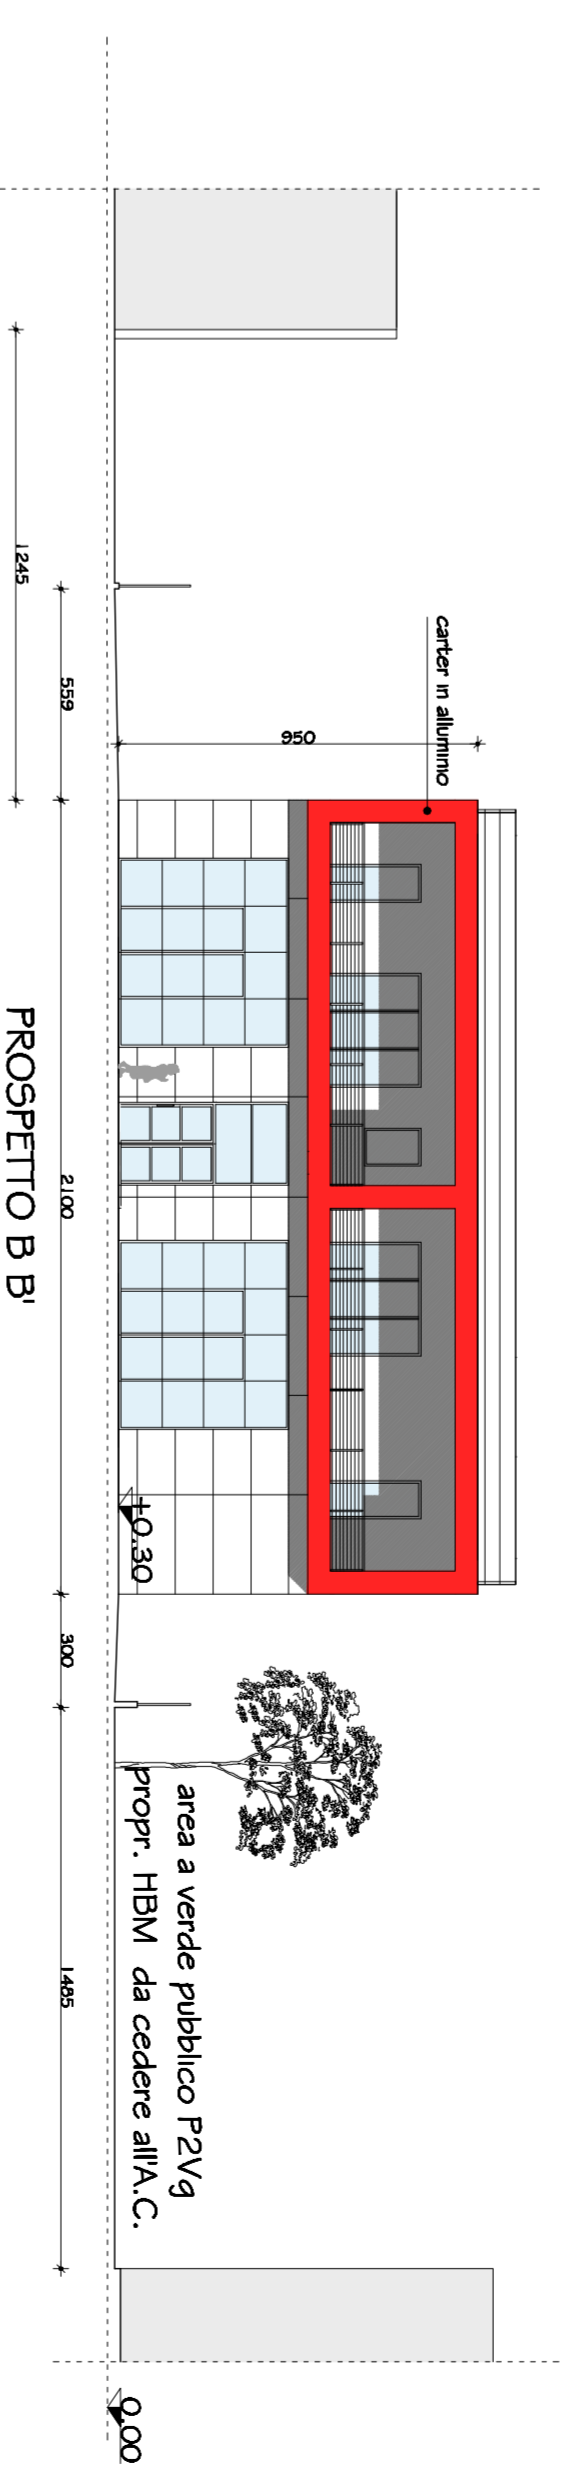 carter in alluminio
950
1245
559
2100
300
1485
+0.30
0.00
area a verde pubblico P2Vg
propr. HBM da cedere all'A.C.
PROSPETTO B B'